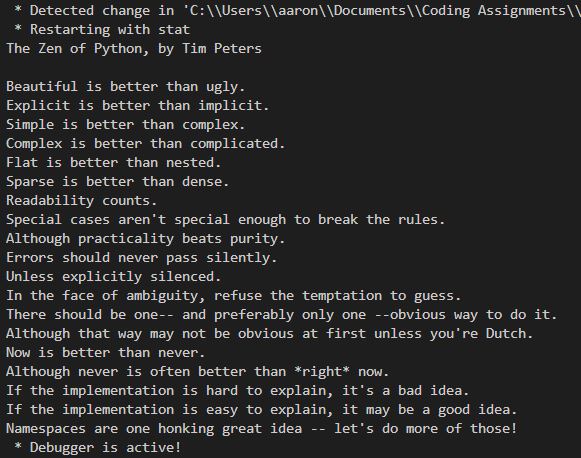 * Detected change in 'C:\\Users\\aaron\\Documents\\Coding Assignments\\
* Restarting with stat
The Zen of Python, by Tim Peters
Beautiful is better than ugly.
Explicit is better than implicit.
Simple is better than complex.
Complex is better than complicated.
Flat is better than nested.
Sparse is better than dense.
Readability counts.
Special cases aren't special enough to break the rules.
Although practicality beats purity.
Errors should never pass silently.
Unless explicitly silenced.
In the face of ambiguity, refuse the temptation to guess.
There should be one-- and preferably only one --obvious way to do it.
Although that way may not be obvious at first unless you're Dutch.
Now is better than never.
Although never is often better than *right* now.
If the implementation is hard to explain, it's a bad idea.
If the implementation is easy to explain, it may be a good idea.
Namespaces are one honking great idea -- let's do more of those!
* Debugger is active!